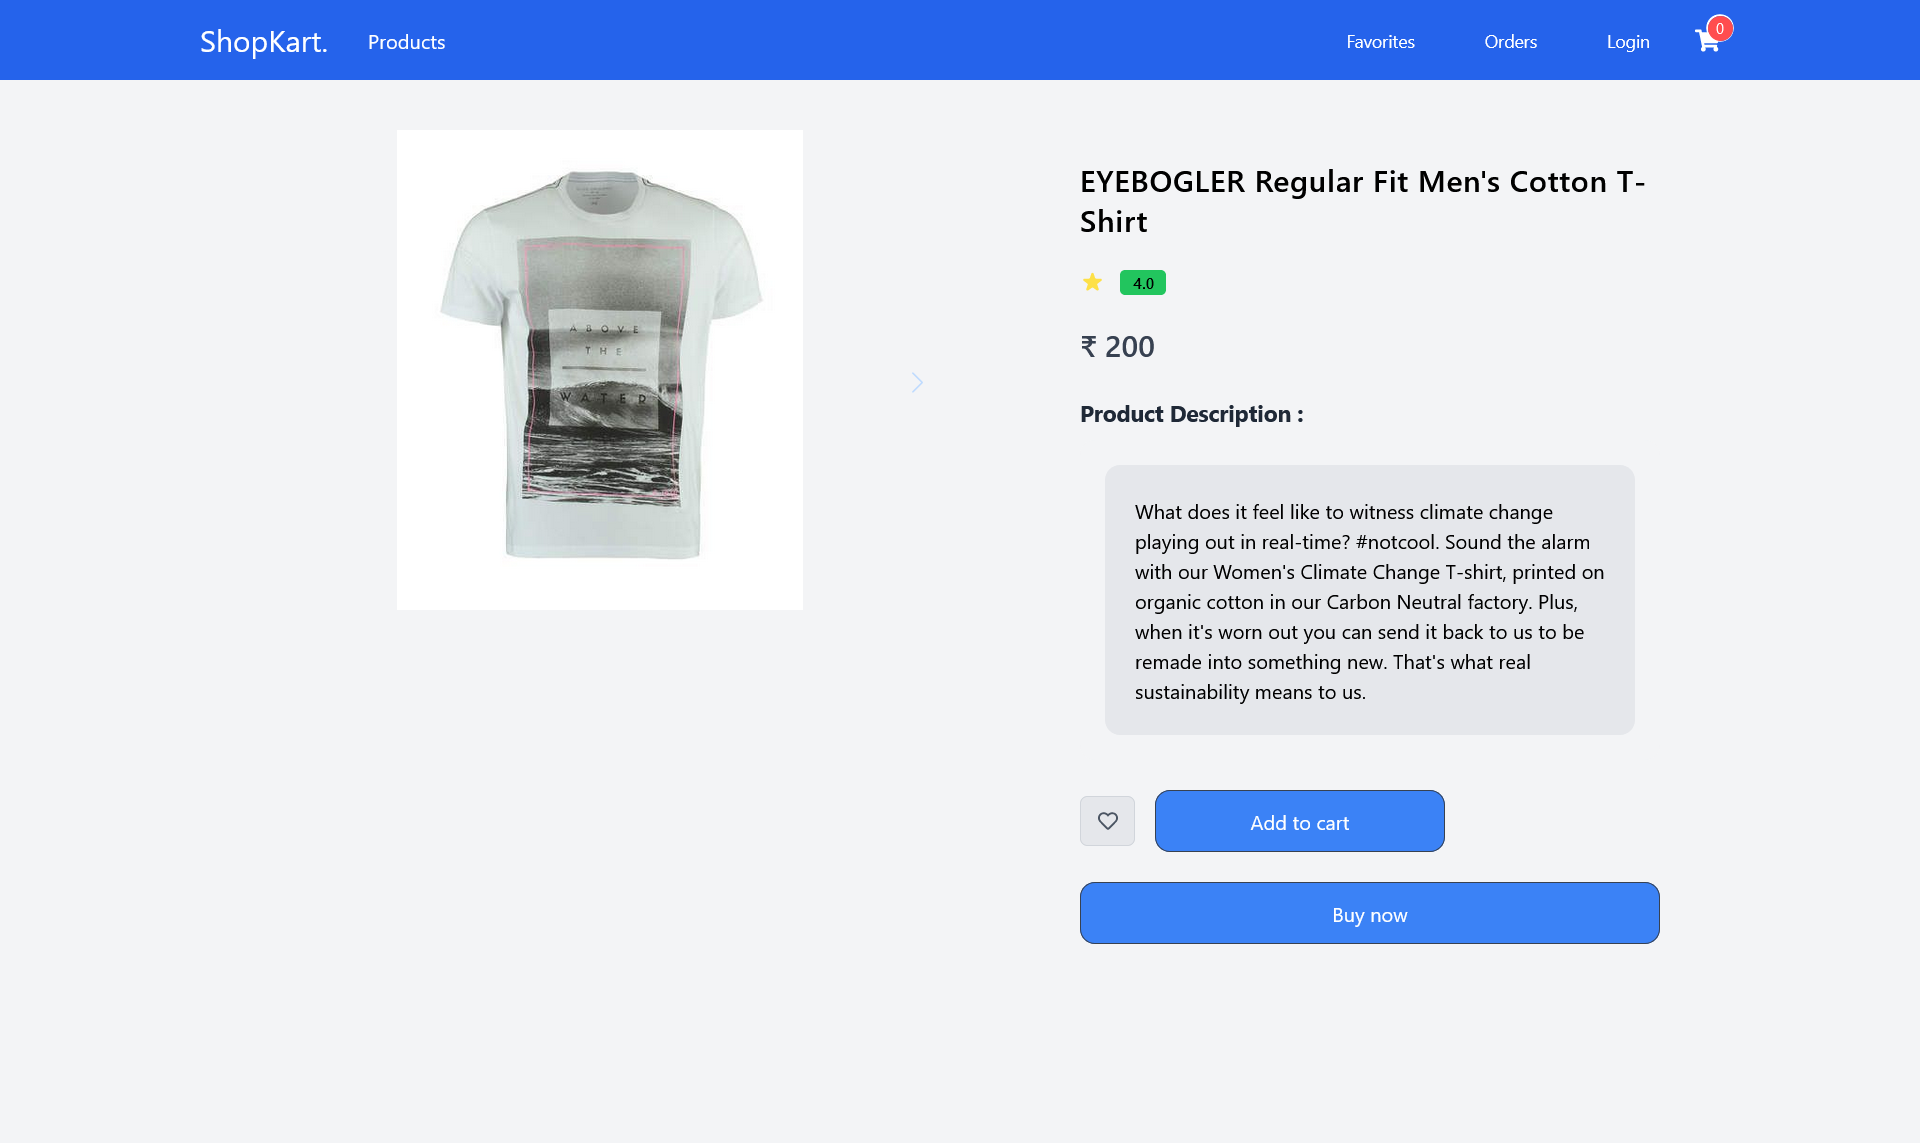 ShopKart.
Products
Favorites
Orders
Login
0
ABOVE
THE
WATER
EYEBOGLER Regular Fit Men's Cotton T-
Shirt
4.0
₹ 200
Product Description :
What does it feel like to witness climate change
playing out in real-time? #notcool. Sound the alarm
with our Women's Climate Change T-shirt, printed on
organic cotton in our Carbon Neutral factory. Plus,
when it's worn out you can send it back to us to be
remade into something new. That's what real
sustainability means to us.
Add to cart
Buy now